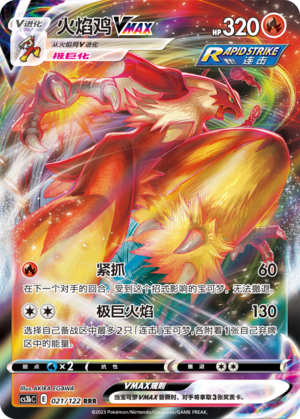 V进化
火焰鸡VMAX
HP 320
从火焰鸡V进化
极巨化
RAPID STRIKE
连击
紧抓 60
在下一个对手的回合，受到这个招式影响的宝可梦，无法撤退。
极巨火焰 130
选择自己备战区中最多2只「连击」宝可梦，各附着1张自己弃牌区中的能量。
弱点 ×2 抵抗力 撤退
VMAX规则
当宝可梦VMAX昏厥时，对手将拿取3张奖赏卡。
Illus. AKIRA EGAWA
cs3bC E 021/122 RRR
©2023 Pokémon/Nintendo/Creatures/GAME FREAK.